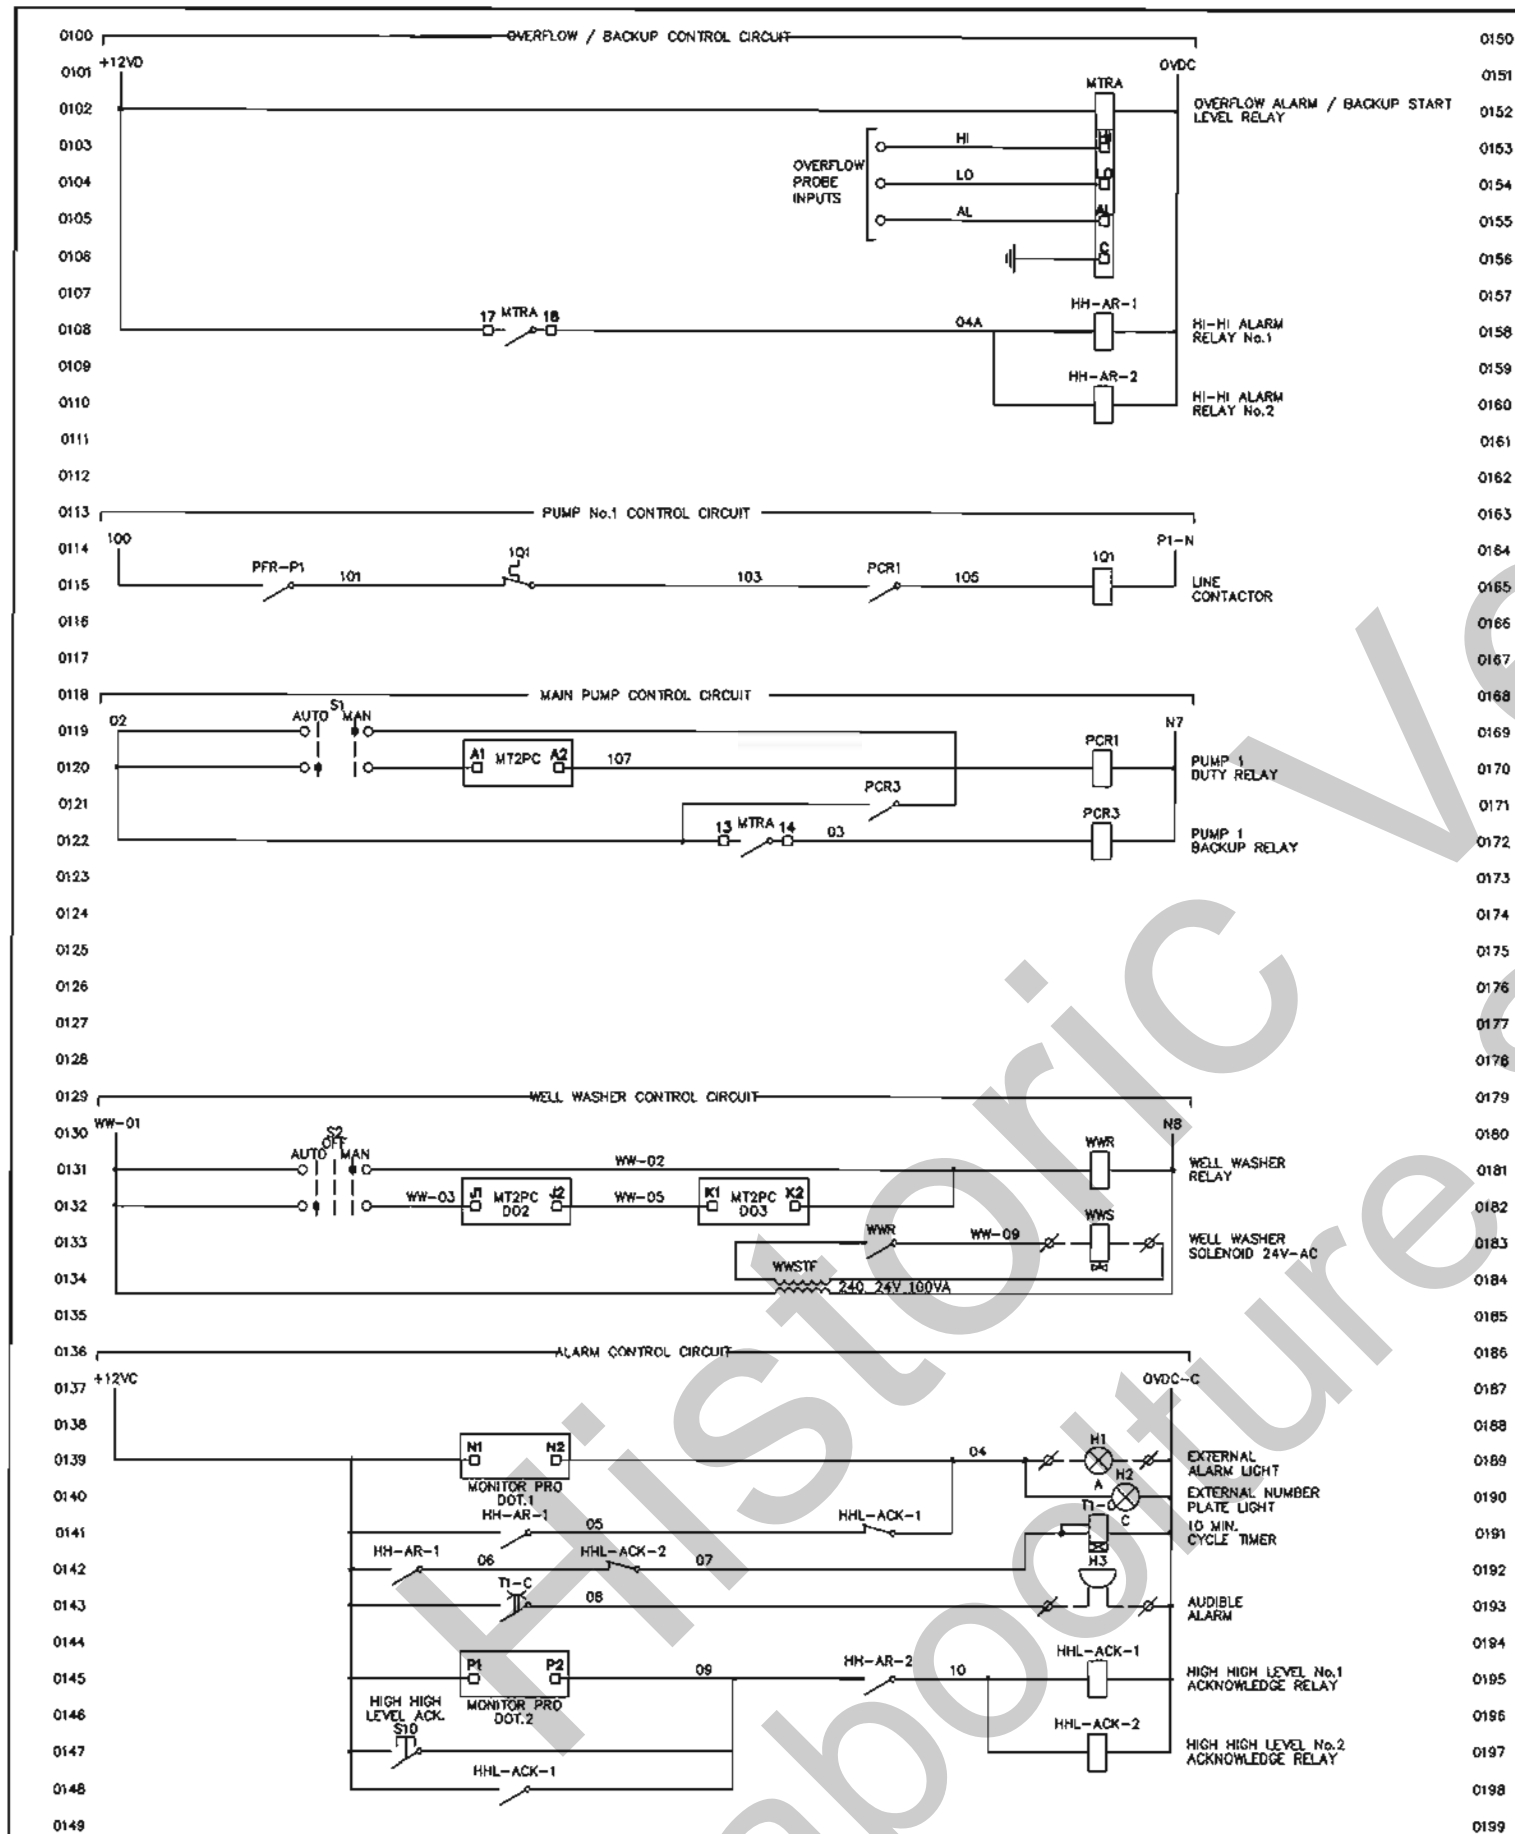 0100 OVERFLOW / BACKUP CONTROL CIRCUIT 0150
0101 +12VD 0VDC 0151
MTRA
0102 OVERFLOW ALARM / BACKUP START 0152
LEVEL RELAY
0103 HI HI 0153
OVERFLOW
0104 PROBE LO LO 0154
INPUTS
0105 AL AL 0155
0106 C 0156
0107 HH-AR-1 0157
17 MTRA 18 04A
0108 HI-HI ALARM 0158
RELAY No.1
0109 0159
HH-AR-2
0110 HI-HI ALARM 0160
RELAY No.2
0111 0161
0112 0162
0113 PUMP No.1 CONTROL CIRCUIT 0163
0114 100 1Q1 1Q1 P1-N 0164
PFR-P1 PCR1
0115 101 103 105 LINE 0165
CONTACTOR
0116 0166
0117 0167
0118 MAIN PUMP CONTROL CIRCUIT 0168
S1
AUTO MAN
0119 02 N7 0169
PCR1
0120 A1 MT2PC A2 107 PUMP 1 0170
DUTY RELAY
0121 PCR3 0171
PCR3
13 MTRA 14 03
0122 PUMP 1 0172
BACKUP RELAY
0123 0173
0124 0174
0125 0175
0126 0176
0127 0177
0128 0178
0129 WELL WASHER CONTROL CIRCUIT 0179
0130 WW-01 S2 N8 0180
OFF
AUTO MAN WWR
0131 WW-02 WELL WASHER 0181
RELAY
0132 WW-03 MT2PC WW-05 K1 MT2PC K2 0182
DO2 DO3
WWS
0133 WWR WW-09 WELL WASHER 0183
SOLENOID 24V-AC
WWSTF
0134 240 24V 100VA 0184
0135 0185
0136 ALARM CONTROL CIRCUIT 0186
0137 +12VC 0VDC-C 0187
0138 0188
H1
0139 N1 N2 04 EXTERNAL 0189
ALARM LIGHT
MONITOR PRO A H2
0140 DOT.1 EXTERNAL NUMBER 0190
PLATE LIGHT
HH-AR-1 HHL-ACK-1
0141 05 C 10 MIN. 0191
CYCLE TIMER
HH-AR-1 HHL-ACK-2 H3
0142 06 07 0192
T1-C
0143 08 AUDIBLE 0193
ALARM
0144 0194
HH-AR-2 HHL-ACK-1
0145 P1 P2 09 10 HIGH HIGH LEVEL No.1 0195
ACKNOWLEDGE RELAY
HIGH HIGH MONITOR PRO
0146 LEVEL ACK. DOT.2 0196
S10 HHL-ACK-2
0147 HIGH HIGH LEVEL No.2 0197
ACKNOWLEDGE RELAY
HHL-ACK-1
0148 0198
0149 0199
Historic